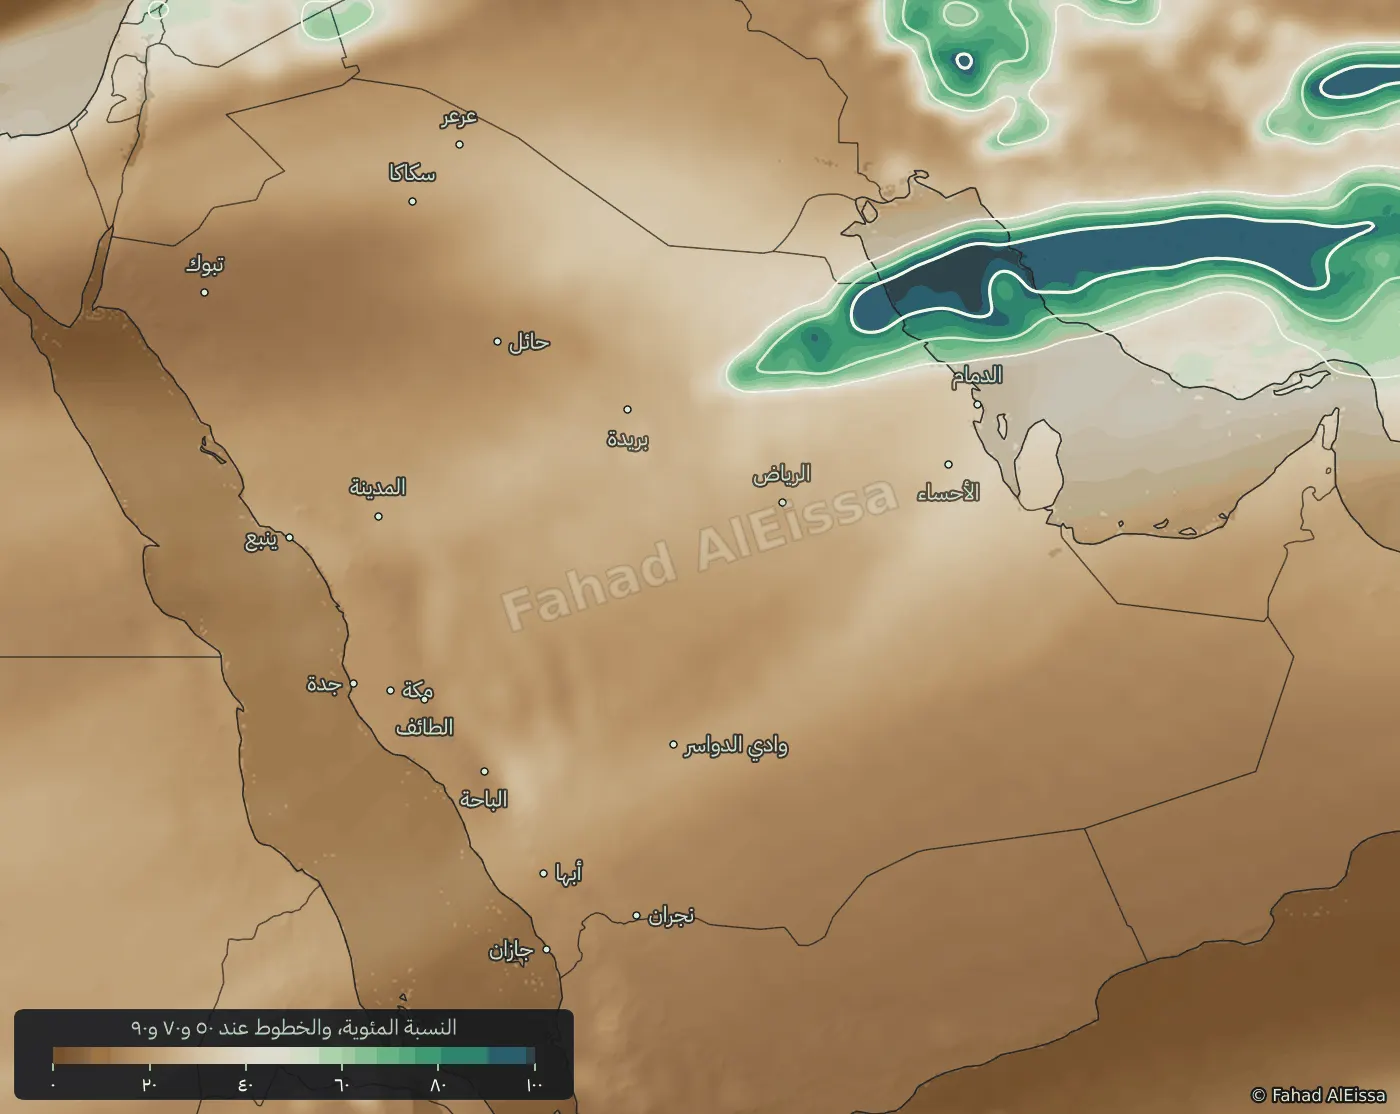 عرعر
سكاكا
تبوك
حائل
الدمام
بريدة
الرياض
الأحساء
المدينة
ينبع
Fahad AlEissa
جدة
مكة
الطائف
وادي الدواسر
الباحة
أبها
نجران
جازان
النسبة المئوية، والخطوط عند ٥٠ و٧٠ و٩٠
٠ ٢٠ ٤٠ ٦٠ ٨٠ ١٠٠
© Fahad AlEissa